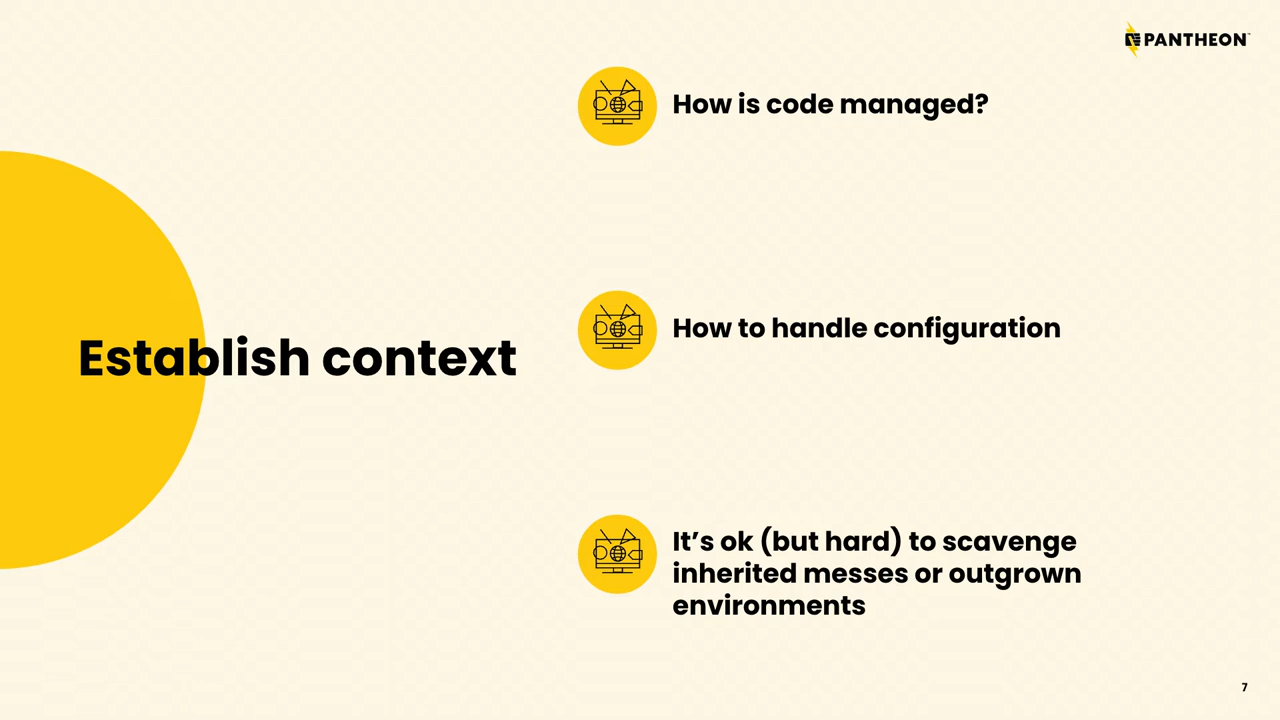 PANTHEON
How is code managed?
How to handle configuration
Establish context
It's ok (but hard) to scavenge
inherited messes or outgrown
environments
7